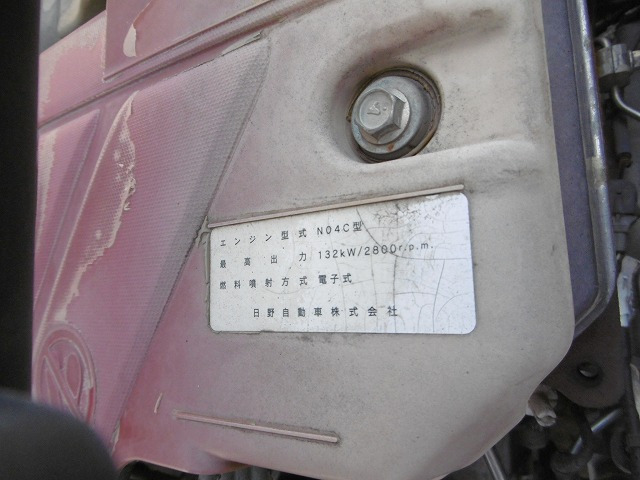 エンジン型式 N04C型
最高出力 132kW/2800r.p.m.
燃料噴射方式 電子式
日野自動車株式会社